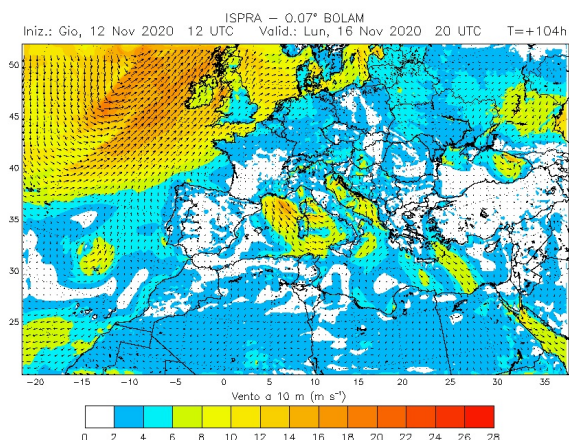 ISPRA – 0.07° BOLAM
Iniz.: Gio, 12 Nov 2020 12 UTC Valid.: Lun, 16 Nov 2020 20 UTC T=+104h
50
45
40
35
30
25
-20 -15 -10 -5 0 5 10 15 20 25 30 35
Vento a 10 m (m s⁻¹)
0 2 4 6 8 10 12 14 16 18 20 22 24 26 28